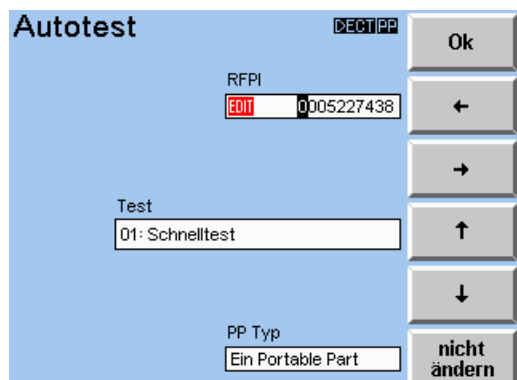 Autotest
DECT PP
Ok
RFPI
EDIT 0005227438
←
→
Test
01: Schnelltest
↑
↓
PP Typ
Ein Portable Part
nicht
ändern